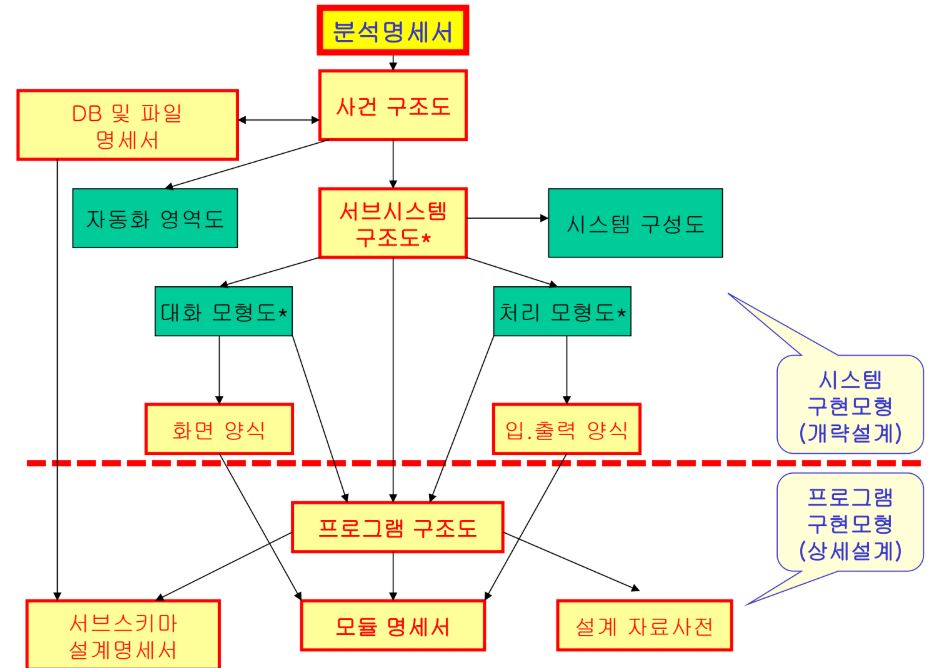 분석명세서
사건 구조도
DB 및 파일
명세서
자동화 영역도
서브시스템
구조도*
시스템 구성도
대화 모형도*
처리 모형도*
시스템
구현모형
(개략설계)
화면 양식
입.출력 양식
프로그램
구현모형
(상세설계)
프로그램 구조도
서브스키마
설계명세서
모듈 명세서
설계 자료사전